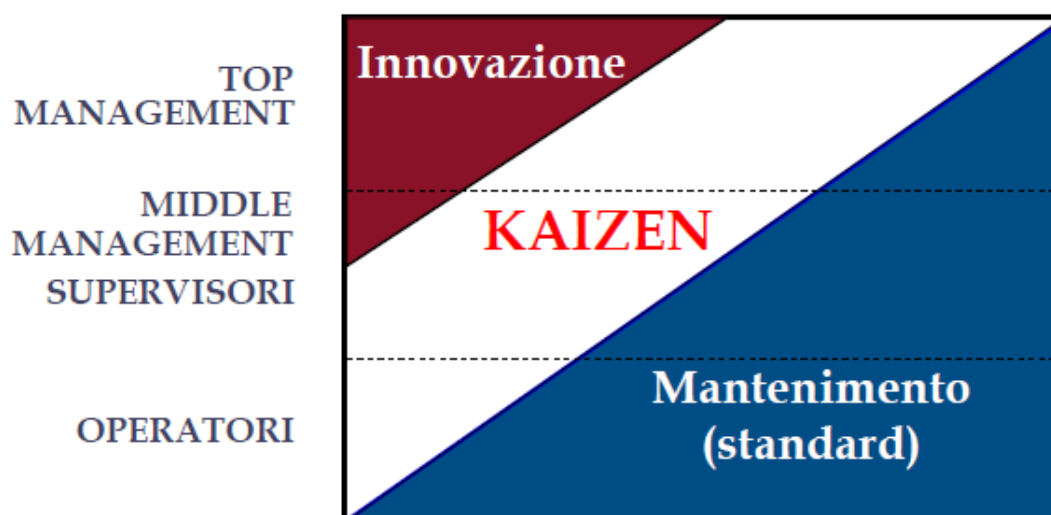 TOP
MANAGEMENT
MIDDLE
MANAGEMENT
SUPERVISORI
OPERATORI
Innovazione
KAIZEN
Mantenimento
(standard)